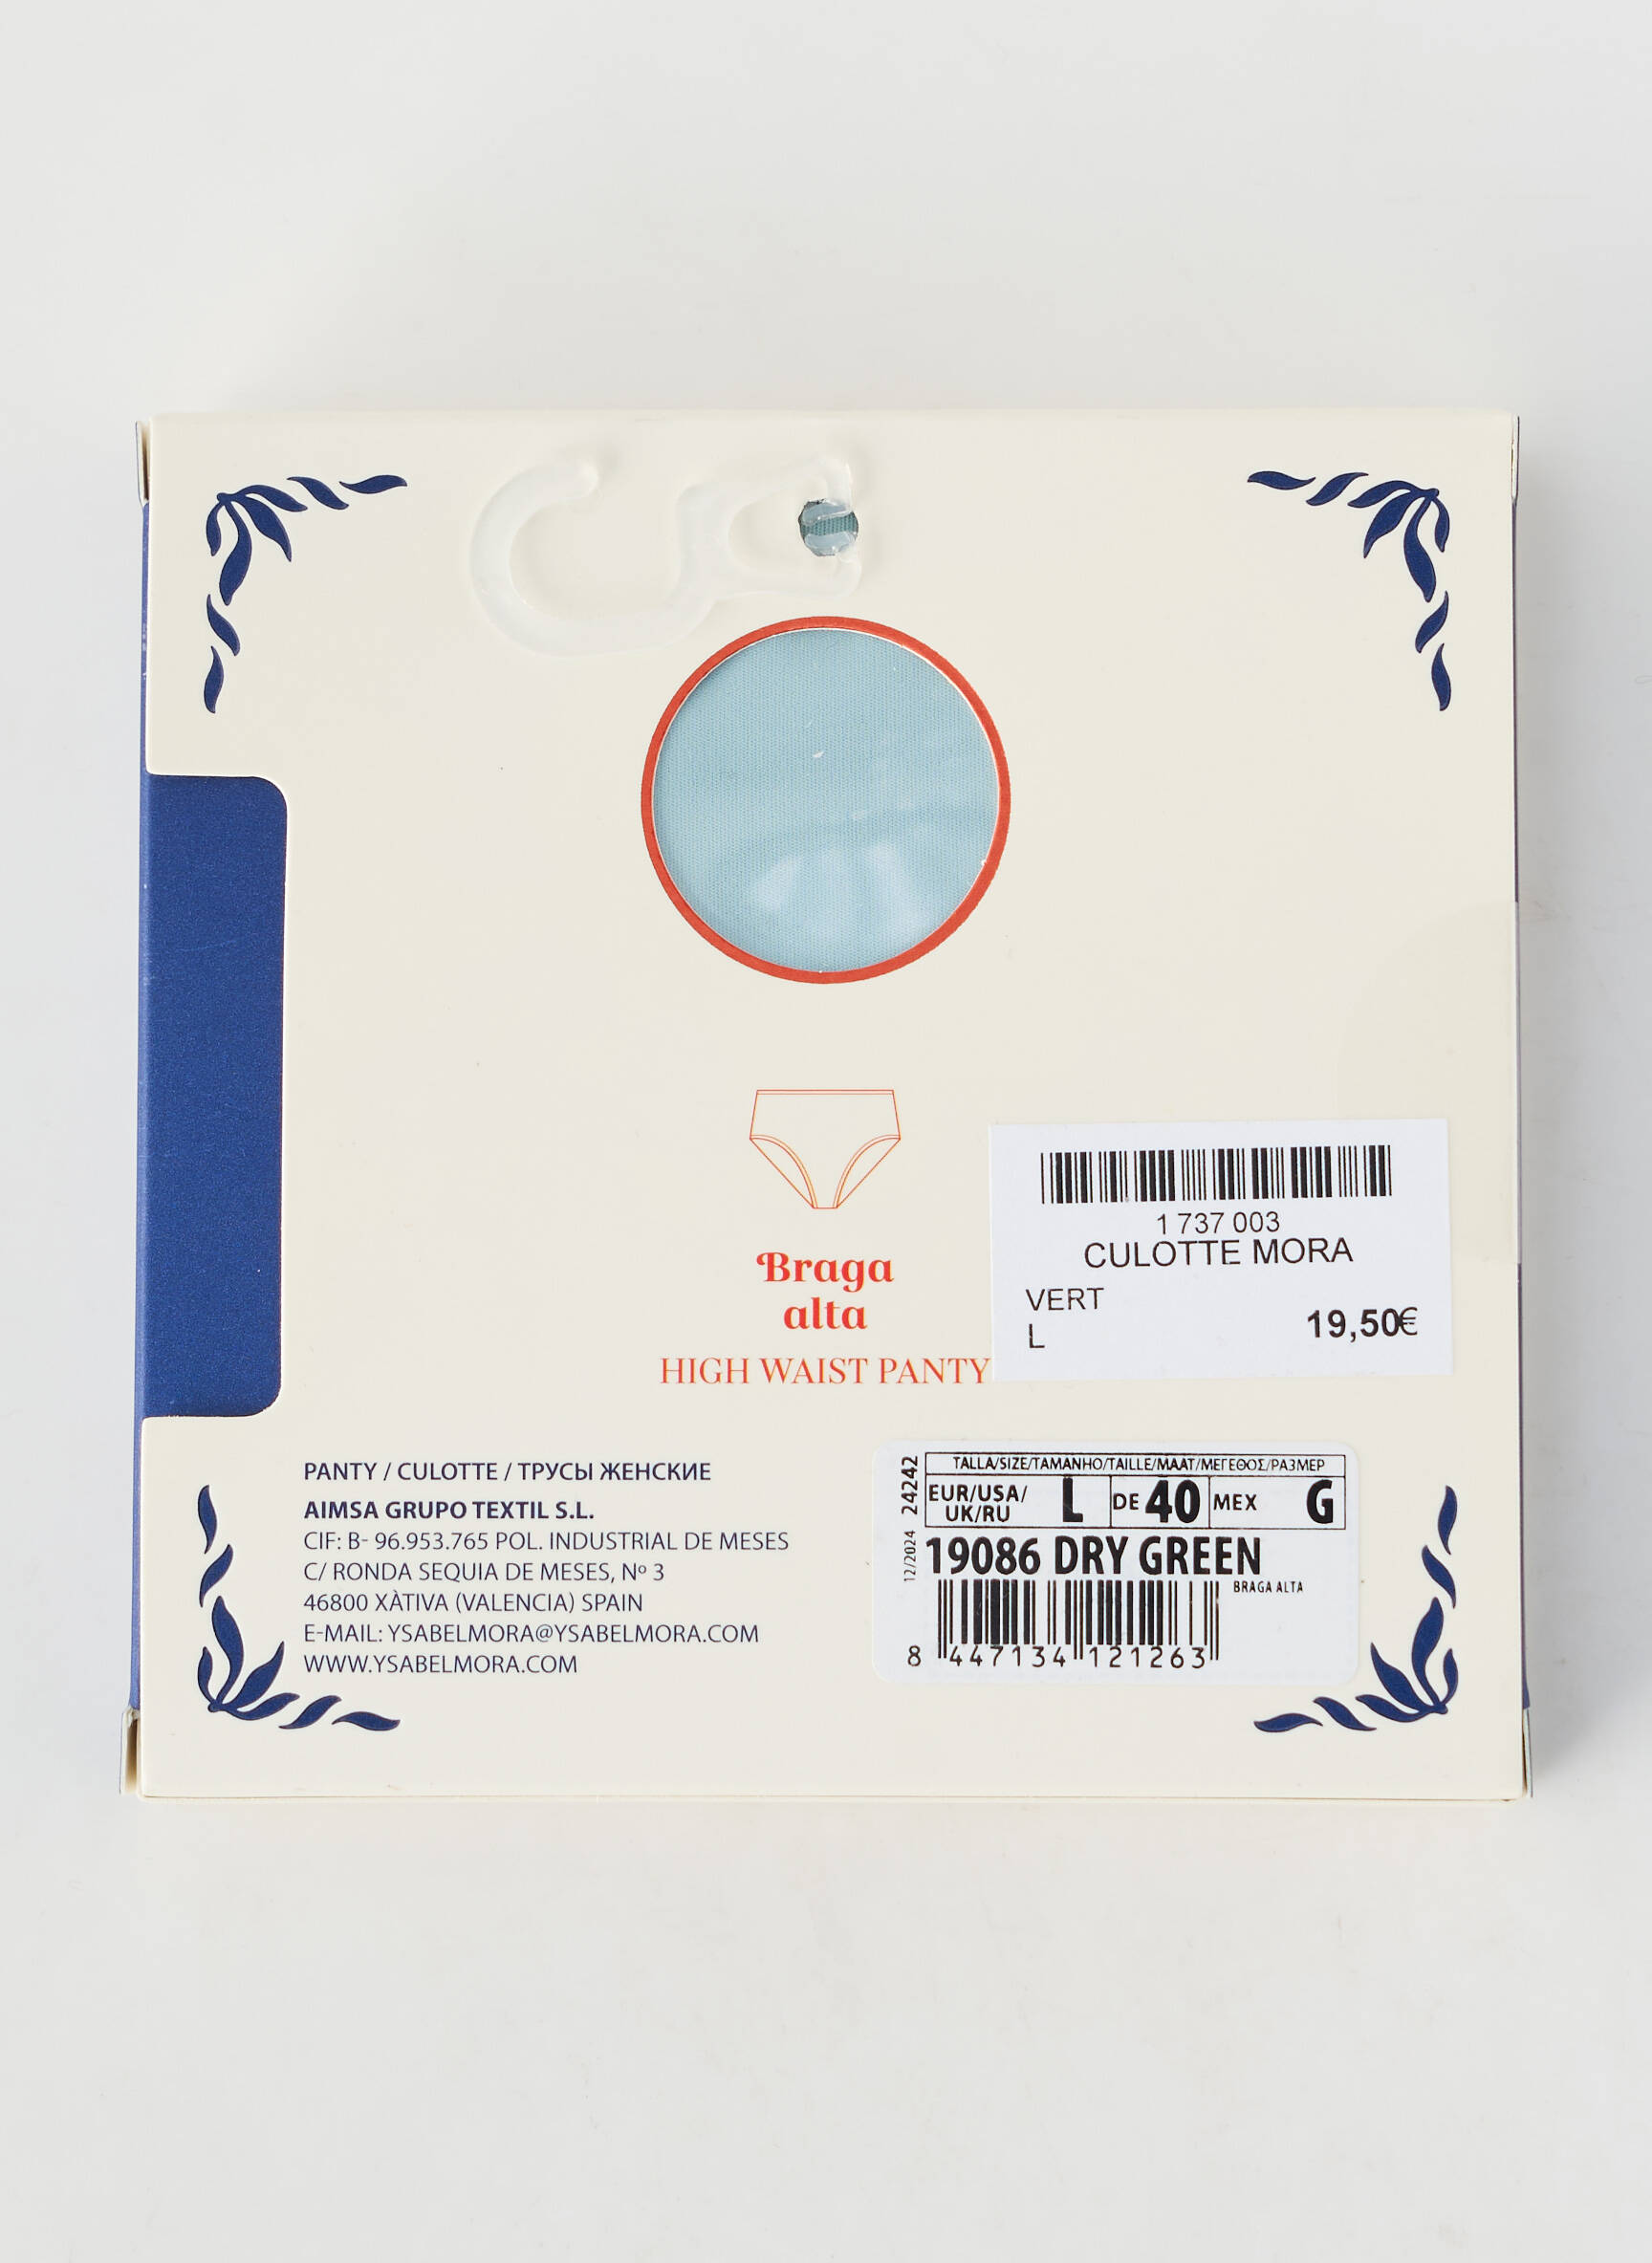 Braga
alta
HIGH WAIST PANTY
1 737 003
CULOTTE MORA
VERT
L
19,50€
PANTY / CULOTTE / ТРУСЫ ЖЕНСКИЕ
AIMSA GRUPO TEXTIL S.L.
CIF: B- 96.953.765 POL. INDUSTRIAL DE MESES
C/ RONDA SEQUIA DE MESES, Nº 3
46800 XÀTIVA (VALENCIA) SPAIN
E-MAIL: YSABELMORA@YSABELMORA.COM
WWW.YSABELMORA.COM
12/2024 24242
TALLA/SIZE/TAMANHO/TAILLE/MAAT/ΜΕΓΕΘΟΣ/РАЗМЕР
EUR/USA/
UK/RU
L DE 40 MEX G
19086 DRY GREEN
BRAGA ALTA
8 447134 121263